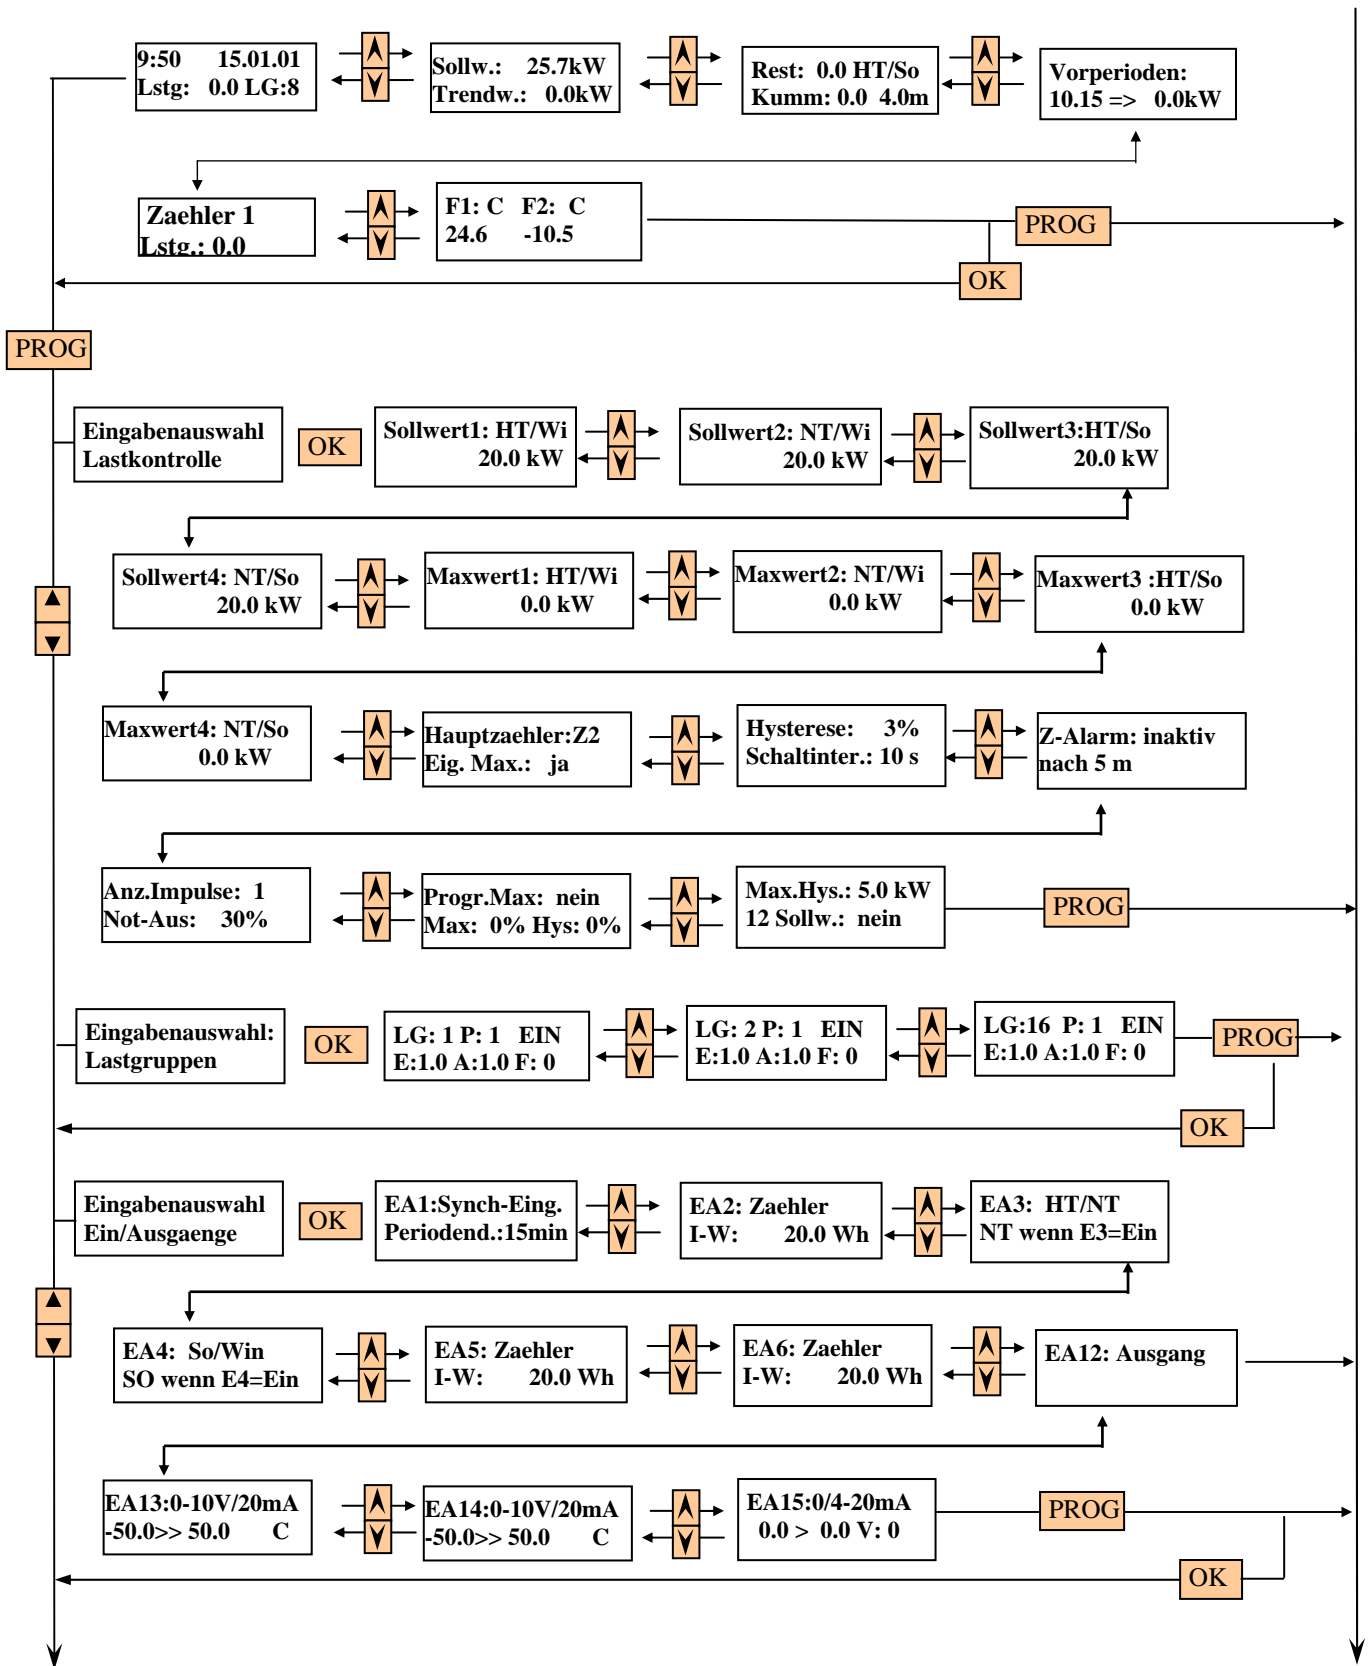 9:50 15.01.01
Lstg: 0.0 LG:8
Sollw.: 25.7kW
Trendw.: 0.0kW
Rest: 0.0 HT/So
Kumm: 0.0 4.0m
Vorperioden:
10.15 => 0.0kW
Zaehler 1
Lstg.: 0.0
F1: C F2: C
24.6 -10.5
PROG
OK
PROG
Eingabenauswahl
Lastkontrolle
OK
Sollwert1: HT/Wi
20.0 kW
Sollwert2: NT/Wi
20.0 kW
Sollwert3:HT/So
20.0 kW
Sollwert4: NT/So
20.0 kW
Maxwert1: HT/Wi
0.0 kW
Maxwert2: NT/Wi
0.0 kW
Maxwert3 :HT/So
0.0 kW
Maxwert4: NT/So
0.0 kW
Hauptzaehler:Z2
Eig. Max.: ja
Hysterese: 3%
Schaltinter.: 10 s
Z-Alarm: inaktiv
nach 5 m
Anz.Impulse: 1
Not-Aus: 30%
Progr.Max: nein
Max: 0% Hys: 0%
Max.Hys.: 5.0 kW
12 Sollw.: nein
PROG
Eingabenauswahl:
Lastgruppen
OK
LG: 1 P: 1 EIN
E:1.0 A:1.0 F: 0
LG: 2 P: 1 EIN
E:1.0 A:1.0 F: 0
LG:16 P: 1 EIN
E:1.0 A:1.0 F: 0
PROG
OK
Eingabenauswahl
Ein/Ausgaenge
OK
EA1:Synch-Eing.
Periodend.:15min
EA2: Zaehler
I-W: 20.0 Wh
EA3: HT/NT
NT wenn E3=Ein
EA4: So/Win
SO wenn E4=Ein
EA5: Zaehler
I-W: 20.0 Wh
EA6: Zaehler
I-W: 20.0 Wh
EA12: Ausgang
EA13:0-10V/20mA
-50.0>> 50.0 C
EA14:0-10V/20mA
-50.0>> 50.0 C
EA15:0/4-20mA
0.0 > 0.0 V: 0
PROG
OK